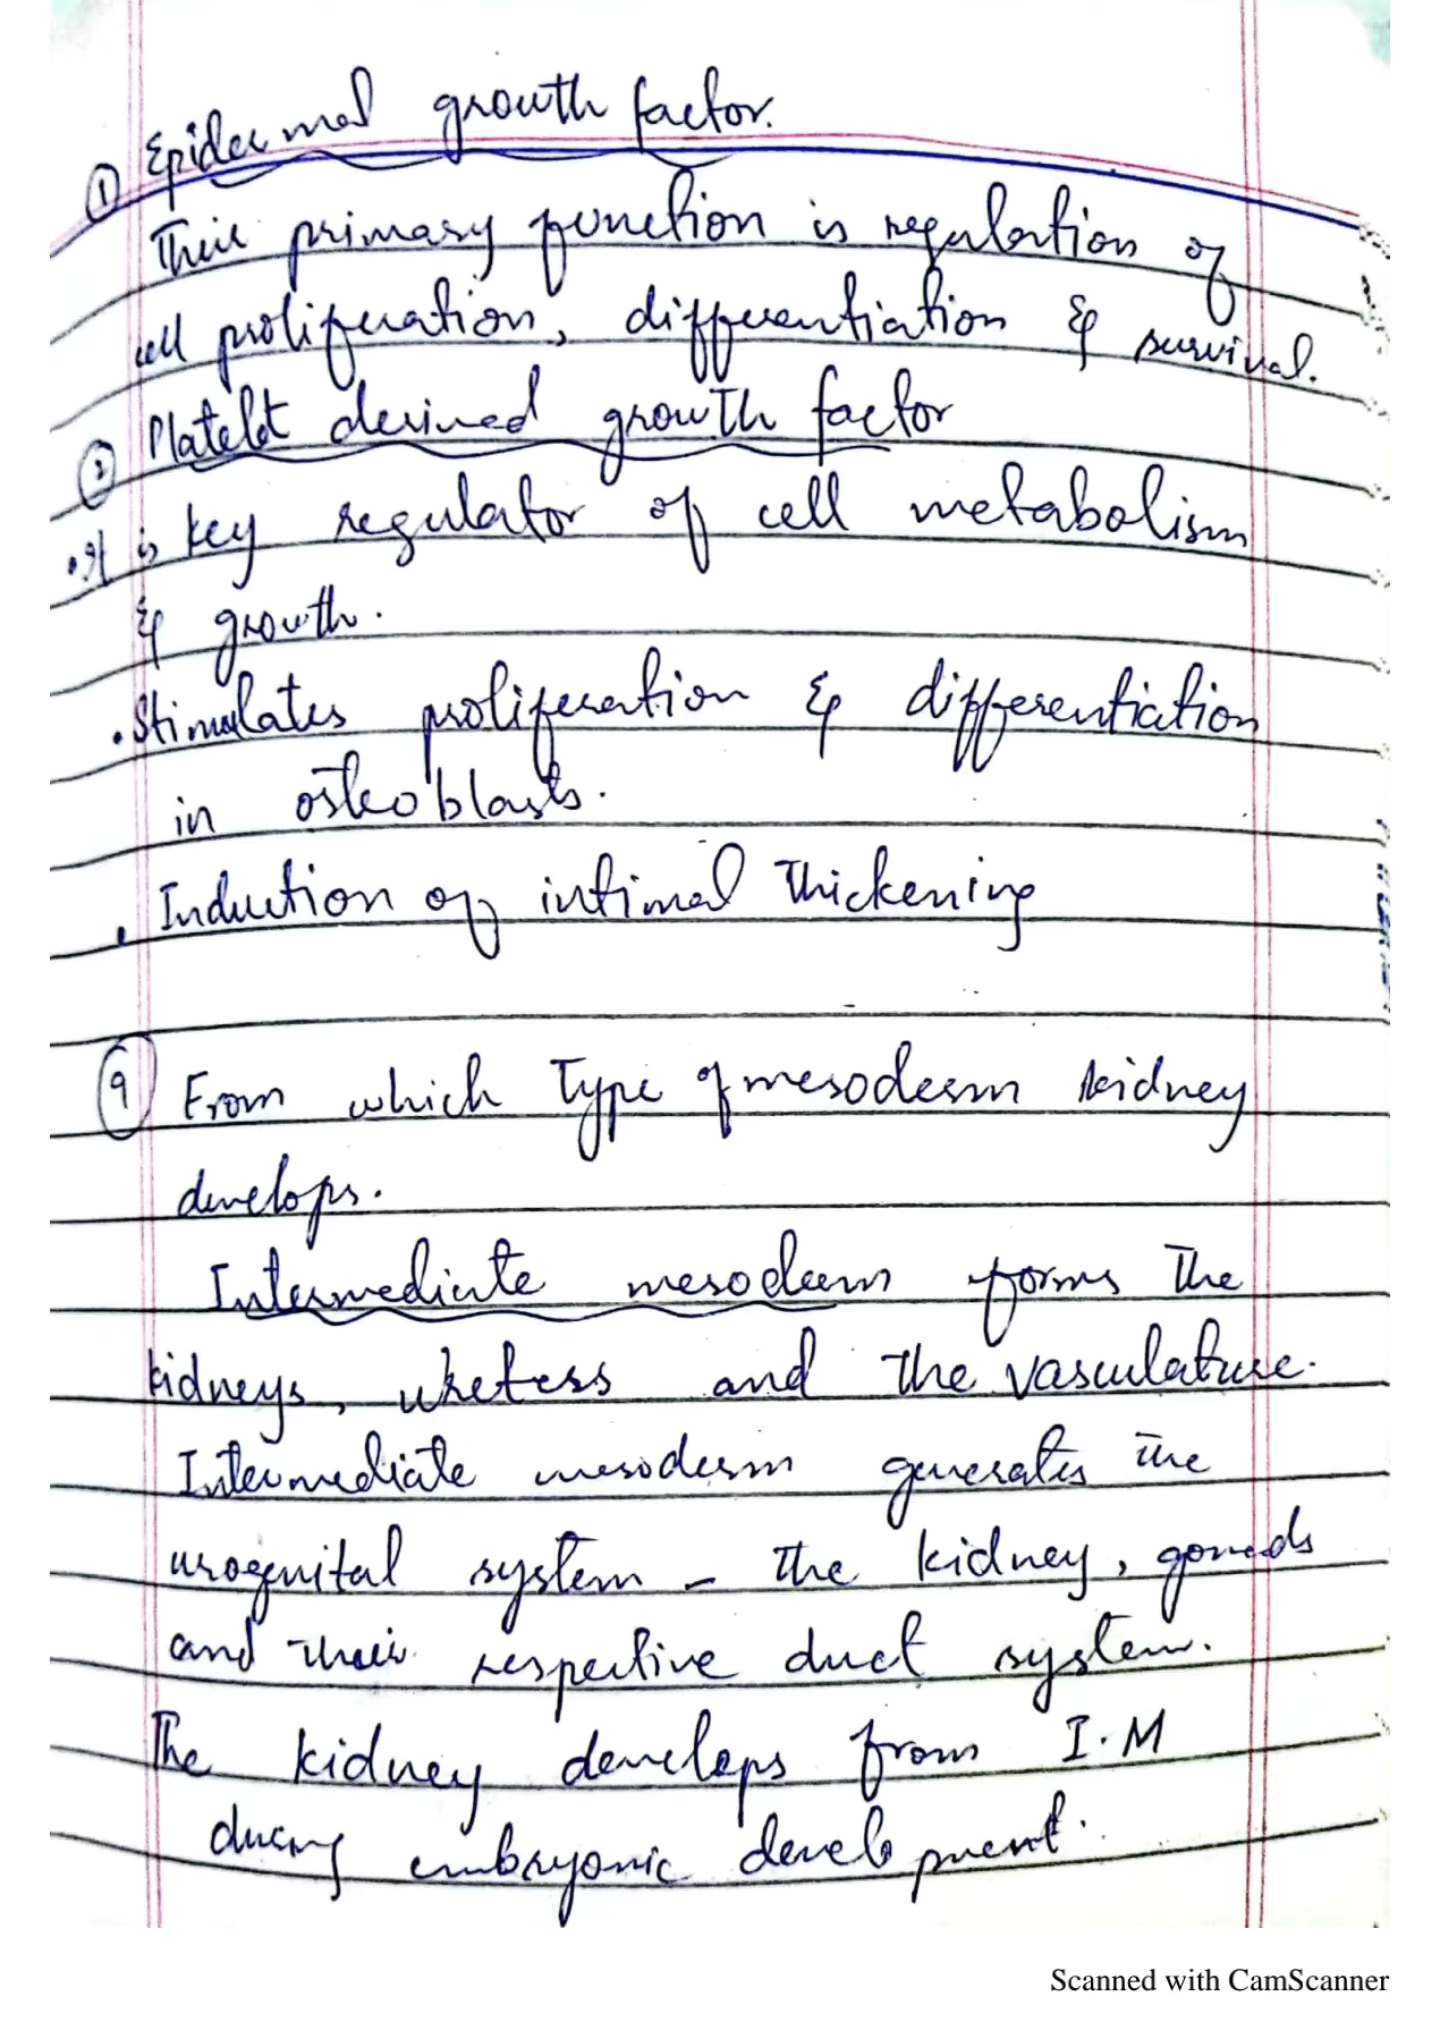 ① Epidermal growth factor.
Their primary function is regulation of
cell proliferation, differentiation & survival.
② Platelet derived growth factor
• It is key regulator of cell metabolism
& growth.
• Stimulates proliferation & differentiation
in osteoblasts.
• Induction of intimal thickening
⑨ From which type of mesoderm kidney
develops.
Intermediate mesoderm forms the
kidneys, ureters and the vasculature.
Intermediate mesoderm generates the
urogenital system - the kidney, gonads
and their respective duct system.
The kidney develops from I.M
during embryonic development.
Scanned with CamScanner